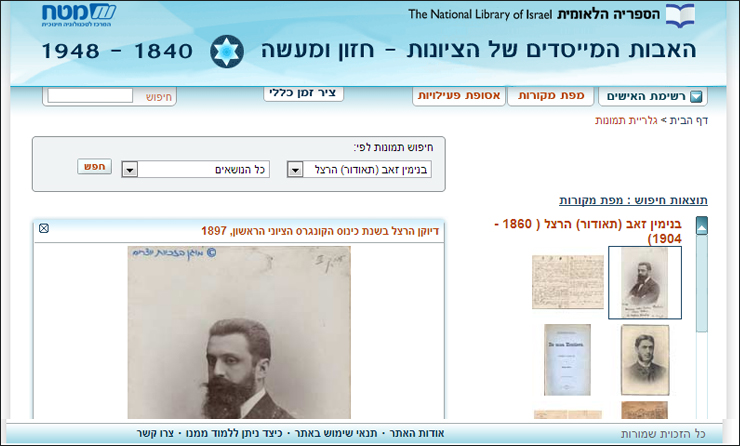 הספריה הלאומית The National Library of Israel
מטח
המרכז לטכנולוגיה חינוכית
האבות המייסדים של הציונות - חזון ומעשה 1840 - 1948
רשימת האישים
מפת מקורות
אסופת פעילויות
ציר זמן כללי
חיפוש
דף הבית > גלריית תמונות
חיפוש תמונות לפי:
בנימין זאב (תאודור) הרצל
כל הנושאים
חפש
תוצאות חיפוש : מפת מקורות
בנימין זאב (תאודור) הרצל ( 1860 -
1904)
דיוקן הרצל בשנת כינוס הקונגרס הציוני הראשון, 1897
© מוגן בזכויות יוצרים
כל הזכויות שמורות
אודות האתר · תנאי שימוש באתר · כיצד ניתן ללמוד ממנו · צרו קשר